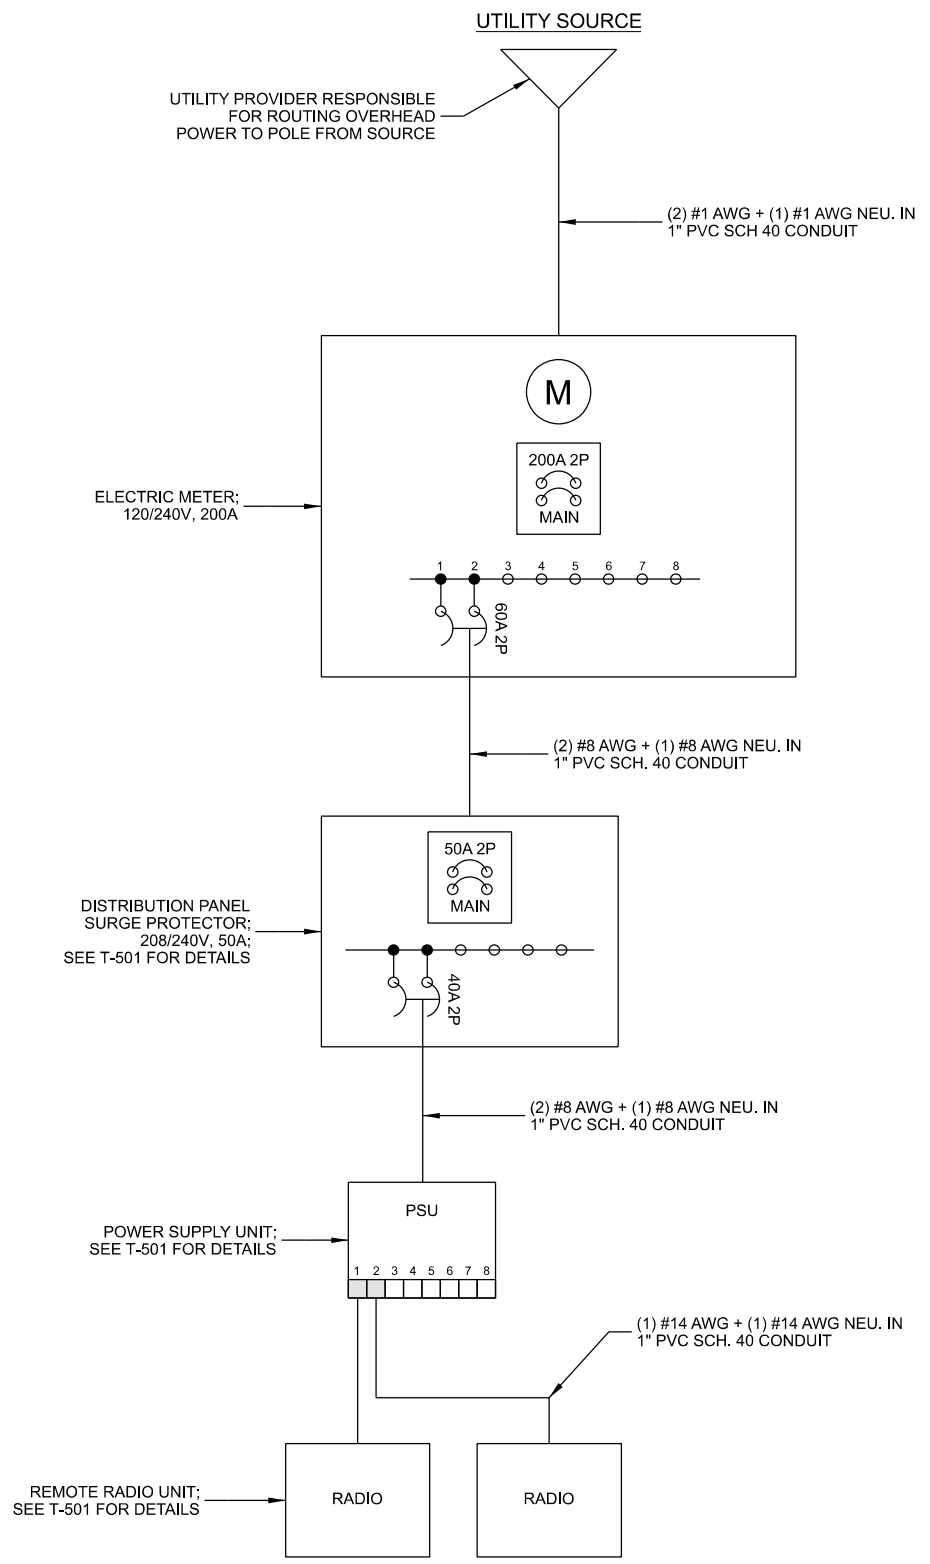 UTILITY SOURCE
UTILITY PROVIDER RESPONSIBLE
FOR ROUTING OVERHEAD
POWER TO POLE FROM SOURCE
(2) #1 AWG + (1) #1 AWG NEU. IN
1" PVC SCH 40 CONDUIT
M
200A 2P
MAIN
ELECTRIC METER;
120/240V, 200A
1 2 3 4 5 6 7 8
60A 2P
(2) #8 AWG + (1) #8 AWG NEU. IN
1" PVC SCH. 40 CONDUIT
50A 2P
MAIN
DISTRIBUTION PANEL
SURGE PROTECTOR;
208/240V, 50A;
SEE T-501 FOR DETAILS
40A 2P
(2) #8 AWG + (1) #8 AWG NEU. IN
1" PVC SCH. 40 CONDUIT
PSU
POWER SUPPLY UNIT;
SEE T-501 FOR DETAILS
1 2 3 4 5 6 7 8
(1) #14 AWG + (1) #14 AWG NEU. IN
1" PVC SCH. 40 CONDUIT
REMOTE RADIO UNIT;
SEE T-501 FOR DETAILS
RADIO
RADIO